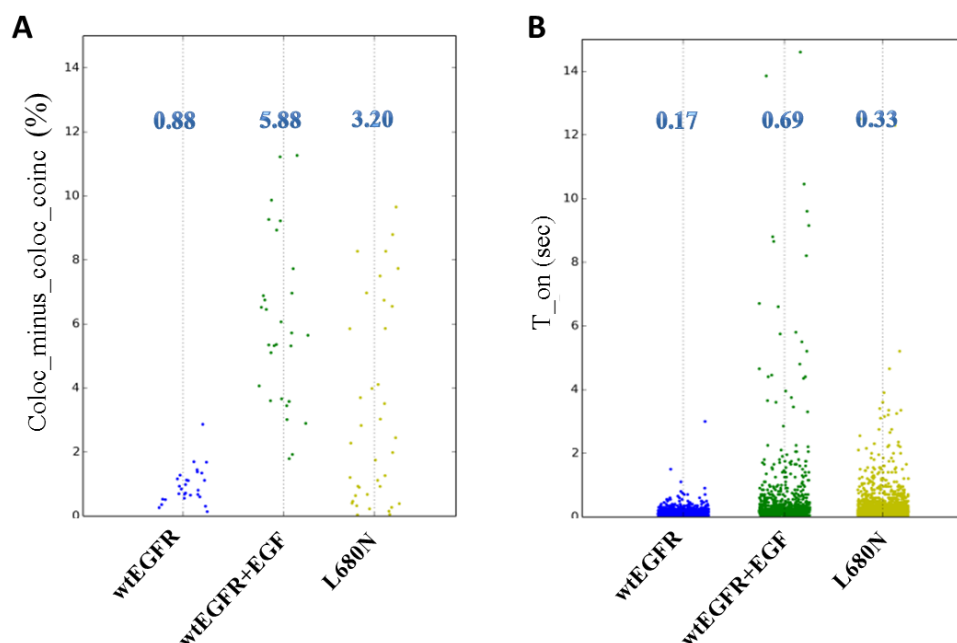 A
Coloc_minus_coloc_coinc (%)
14
12
10
8
6
4
2
0
0.88 5.88 3.20
wtEGFR
wtEGFR+EGF
L680N
B
T_on (sec)
14
12
10
8
6
4
2
0
0.17 0.69 0.33
wtEGFR
wtEGFR+EGF
L680N